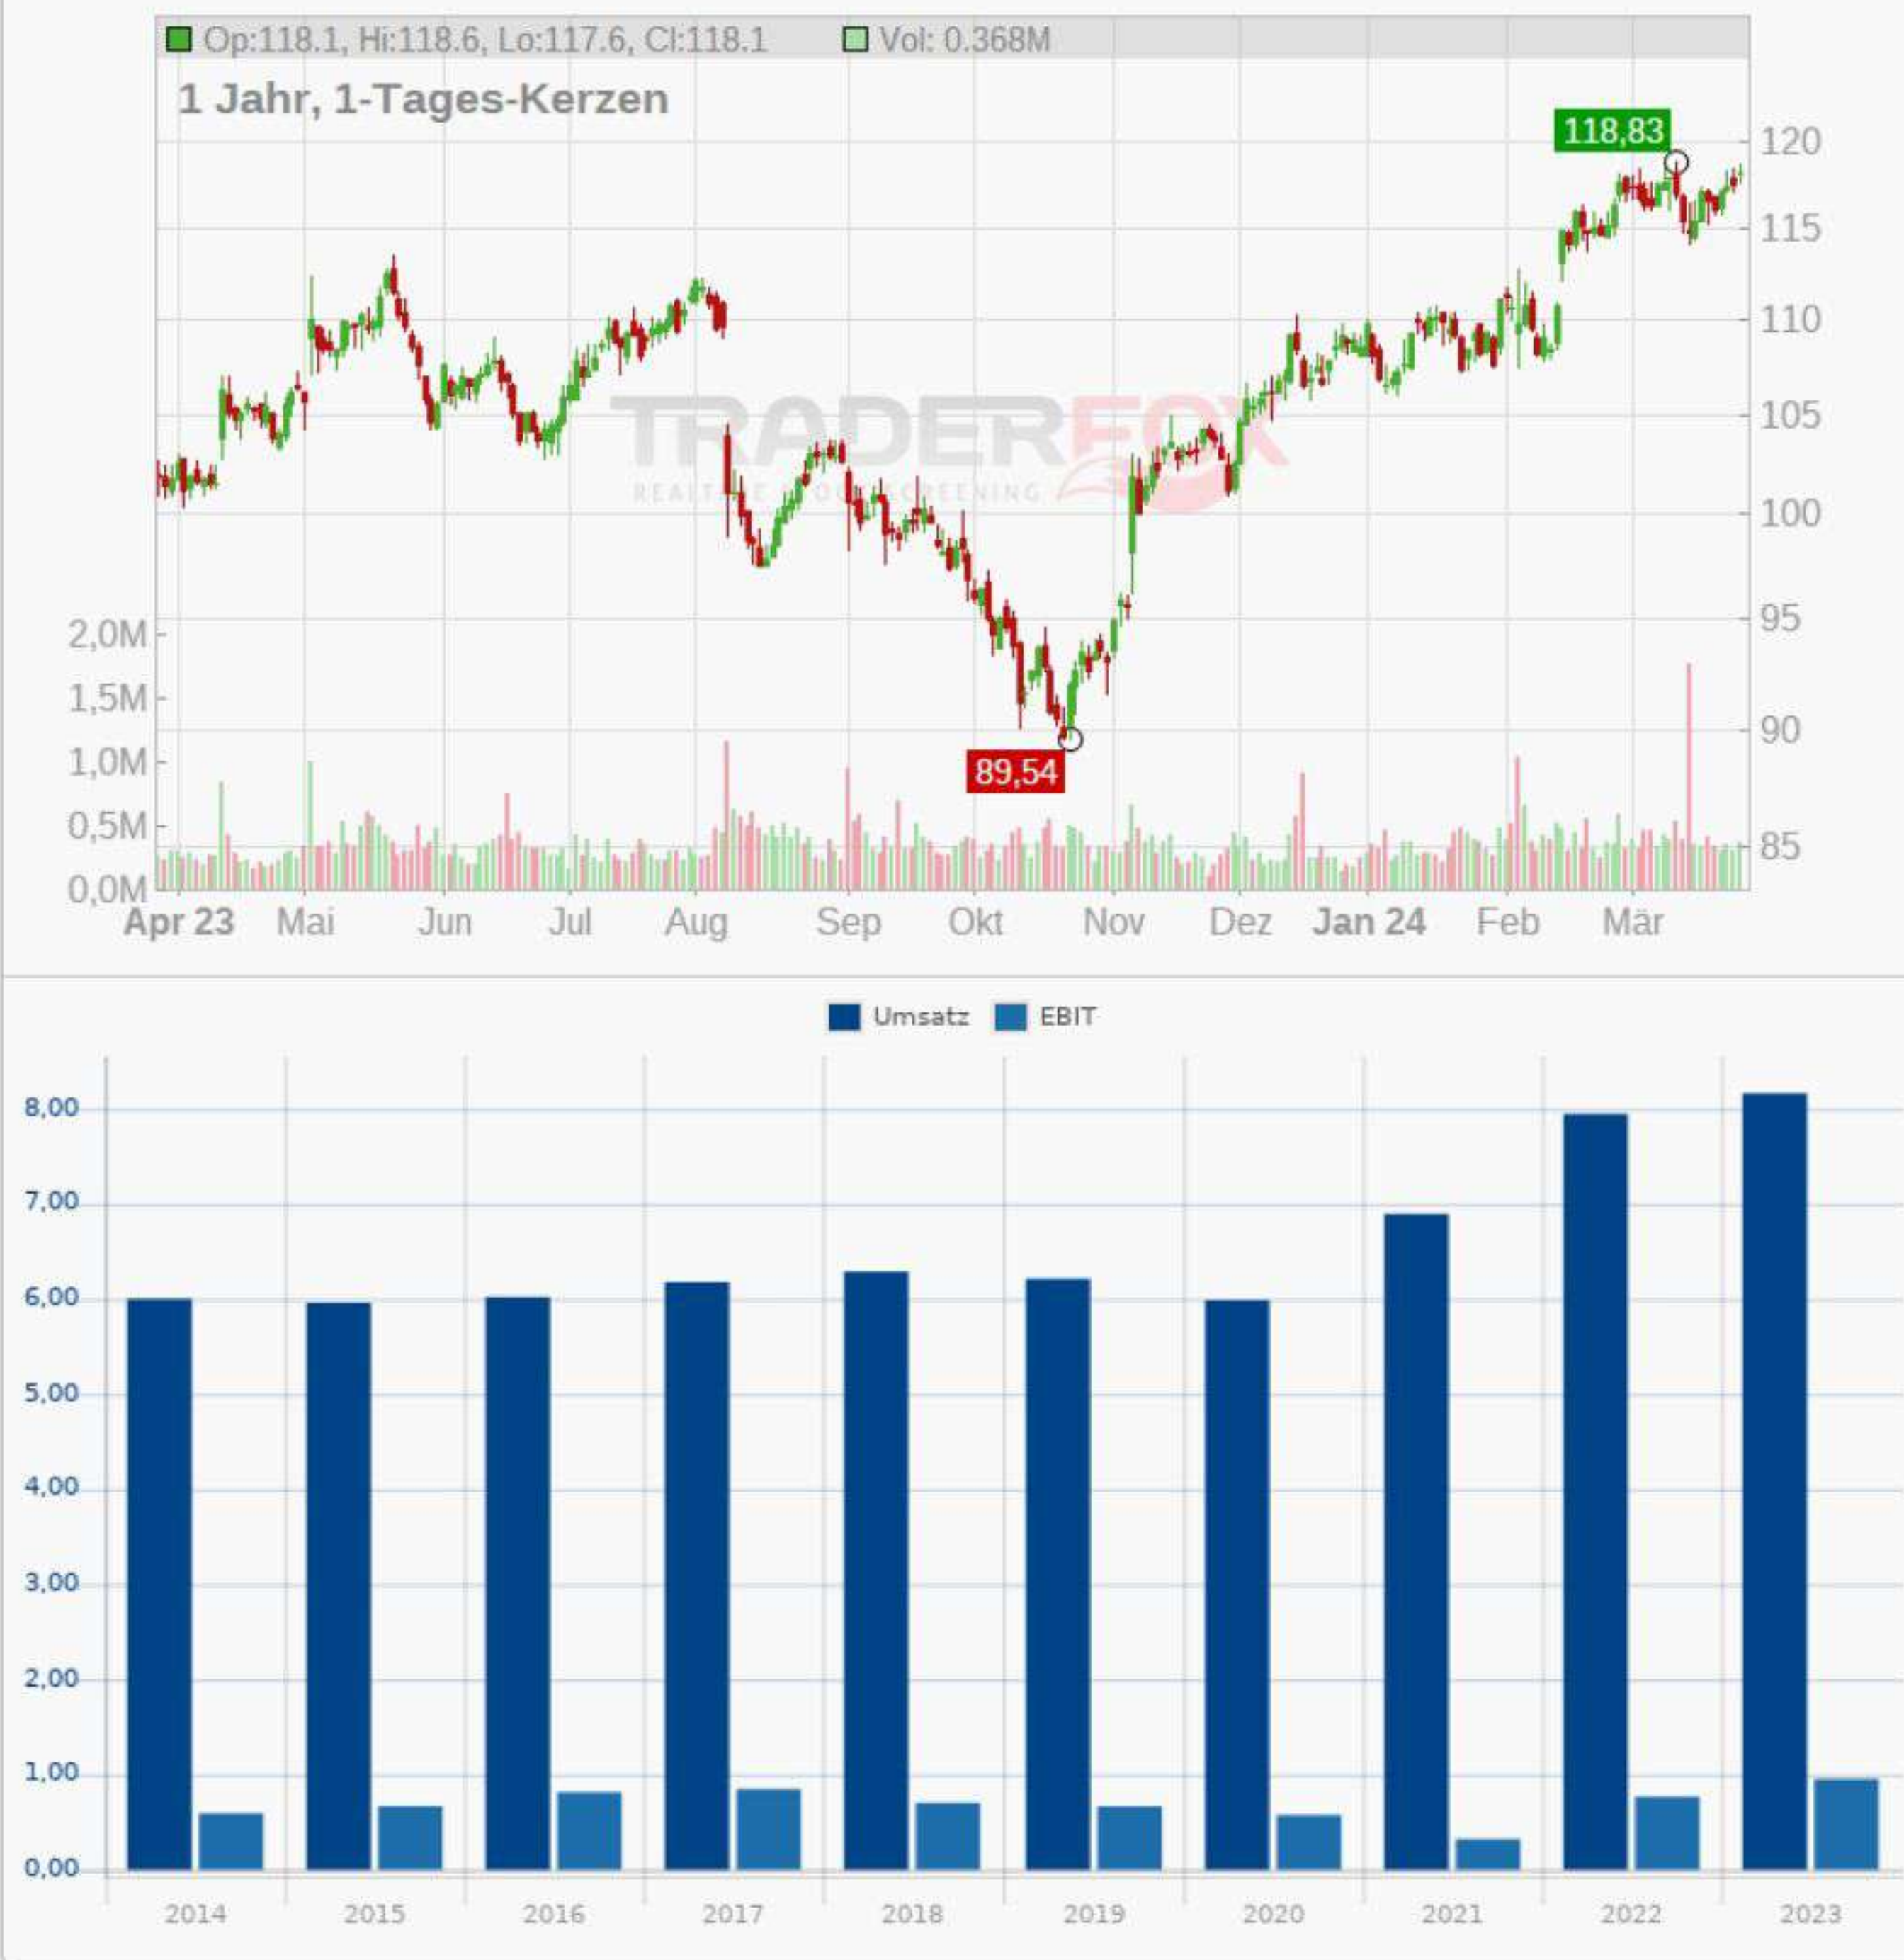 Op:118.1, Hi:118.6, Lo:117.6, Cl:118.1 Vol: 0.368M
1 Jahr, 1-Tages-Kerzen
118,83
120
115
110
105
TRADERFOX
100
95
2,0M
1,5M
90
89,54
1,0M
0,5M
85
0,0M
Apr 23 Mai Jun Jul Aug Sep Okt Nov Dez Jan 24 Feb Mär
Umsatz EBIT
8,00
7,00
6,00
5,00
4,00
3,00
2,00
1,00
0,00
2014 2015 2016 2017 2018 2019 2020 2021 2022 2023